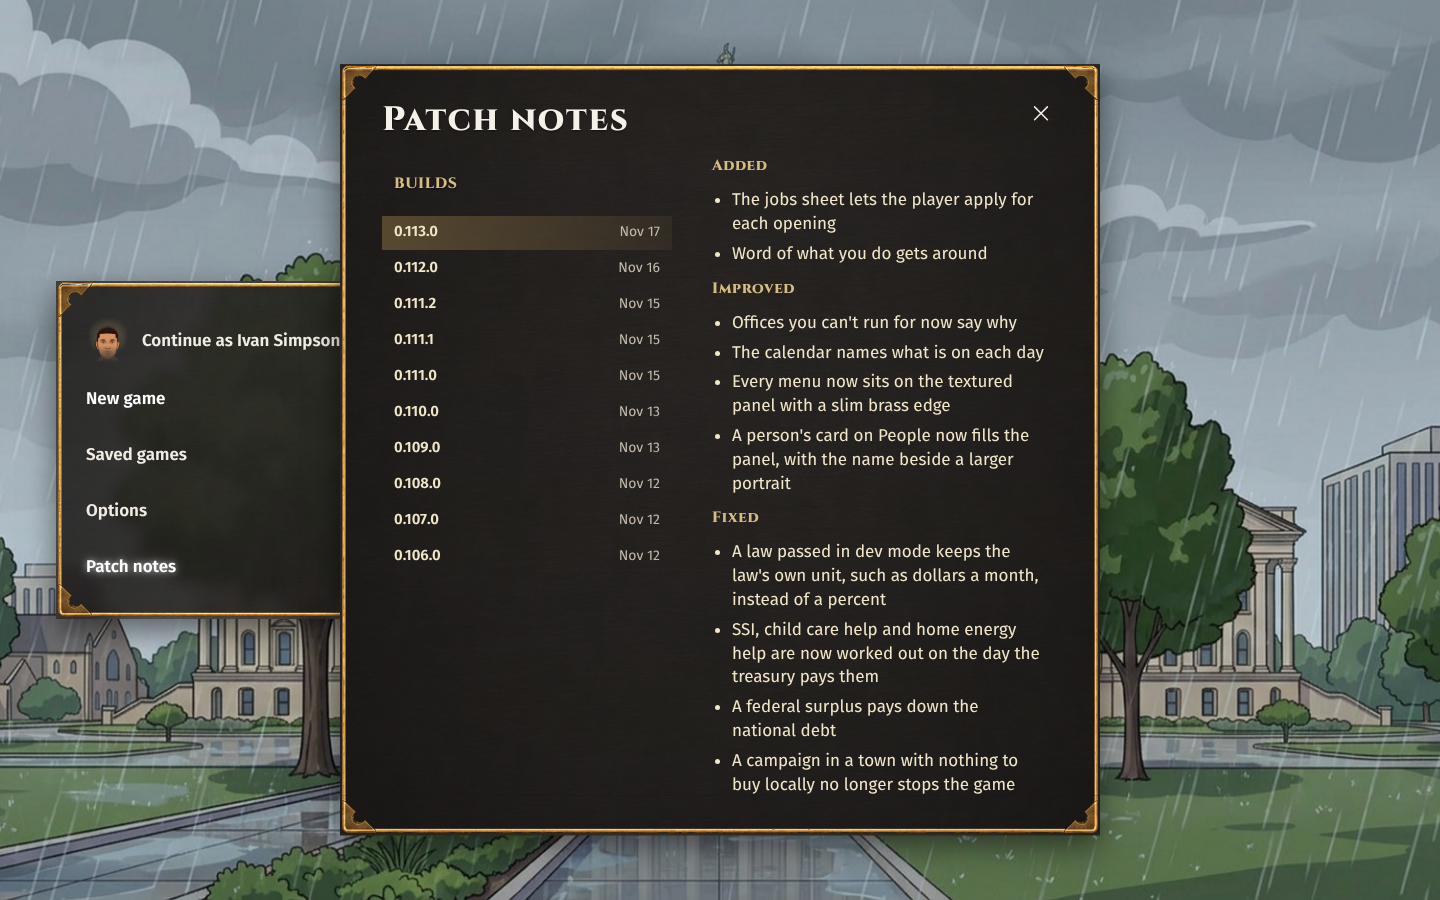 Patch notes
Builds
0.113.0 Nov 17
0.112.0 Nov 16
0.111.2 Nov 15
0.111.1 Nov 15
0.111.0 Nov 15
0.110.0 Nov 13
0.109.0 Nov 13
0.108.0 Nov 12
0.107.0 Nov 12
0.106.0 Nov 12
Added
• The jobs sheet lets the player apply for
each opening
• Word of what you do gets around
Improved
• Offices you can't run for now say why
• The calendar names what is on each day
• Every menu now sits on the textured
panel with a slim brass edge
• A person's card on People now fills the
panel, with the name beside a larger
portrait
Fixed
• A law passed in dev mode keeps the
law's own unit, such as dollars a month,
instead of a percent
• SSI, child care help and home energy
help are now worked out on the day the
treasury pays them
• A federal surplus pays down the
national debt
• A campaign in a town with nothing to
buy locally no longer stops the game
Continue as Ivan Simpson
New game
Saved games
Options
Patch notes